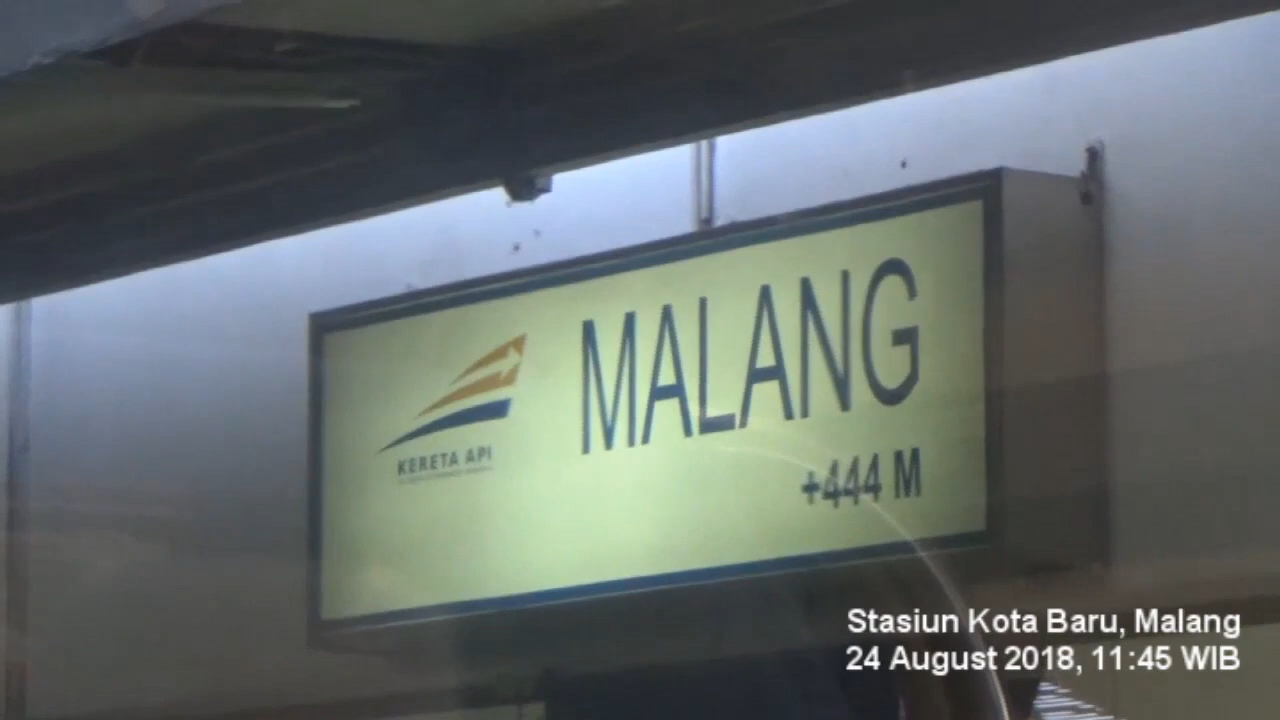 MALANG
KERETA API
+444 M
Stasiun Kota Baru, Malang
24 August 2018, 11:45 WIB